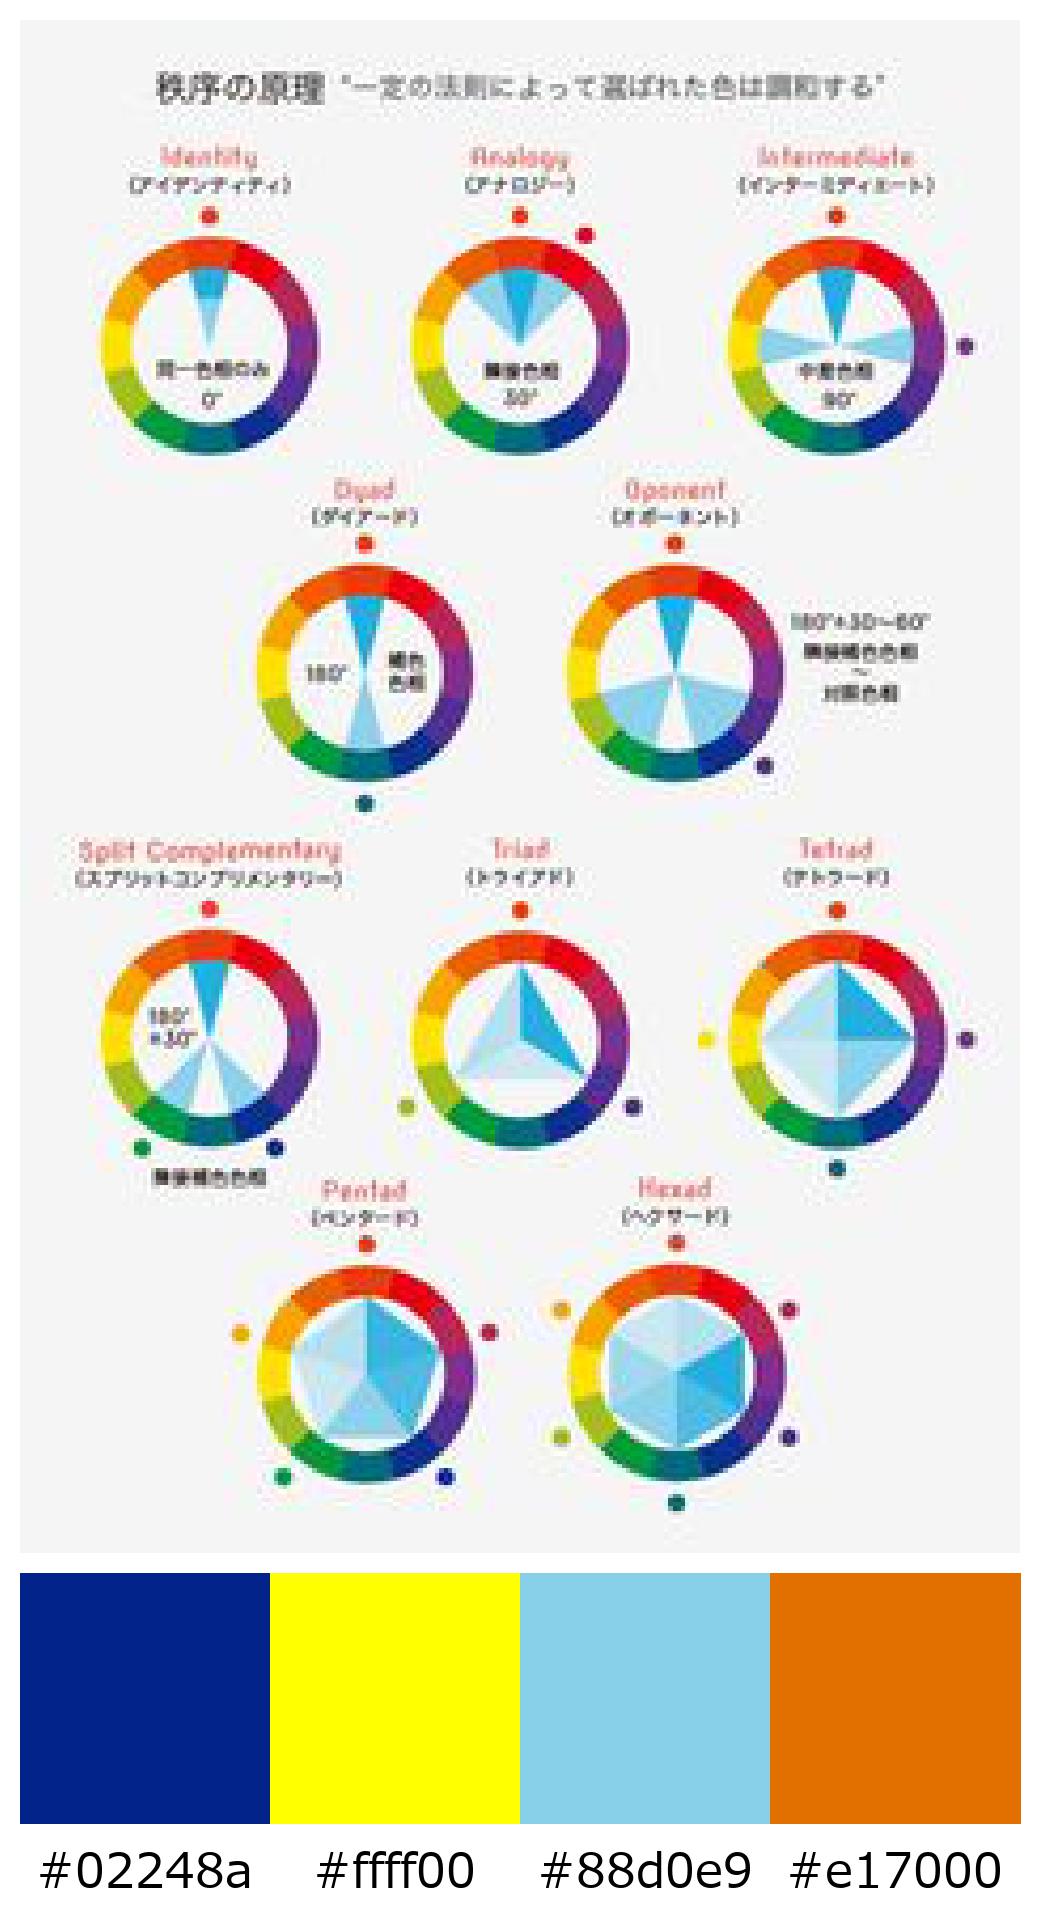 秩序の原理 "一定の法則によって選ばれた色は調和する"
Identity
(アイデンティティ)
同一色相のみ
0°
Analogy
(アナロジー)
隣接色相
30°
Intermediate
(インターミディエート)
中差色相
90°
Dyad
(ダイアード)
180°
補色
色相
Oponent
(オポーネント)
180°+30〜60°
隣接補色色相
〜
対照色相
Split Complementary
(スプリットコンプリメンタリー)
180°
+30°
隣接補色色相
Triad
(トライアド)
Tetrad
(テトラード)
Pentad
(ペンタード)
Hexad
(ヘクサード)
#02248a
#ffff00
#88d0e9
#e17000